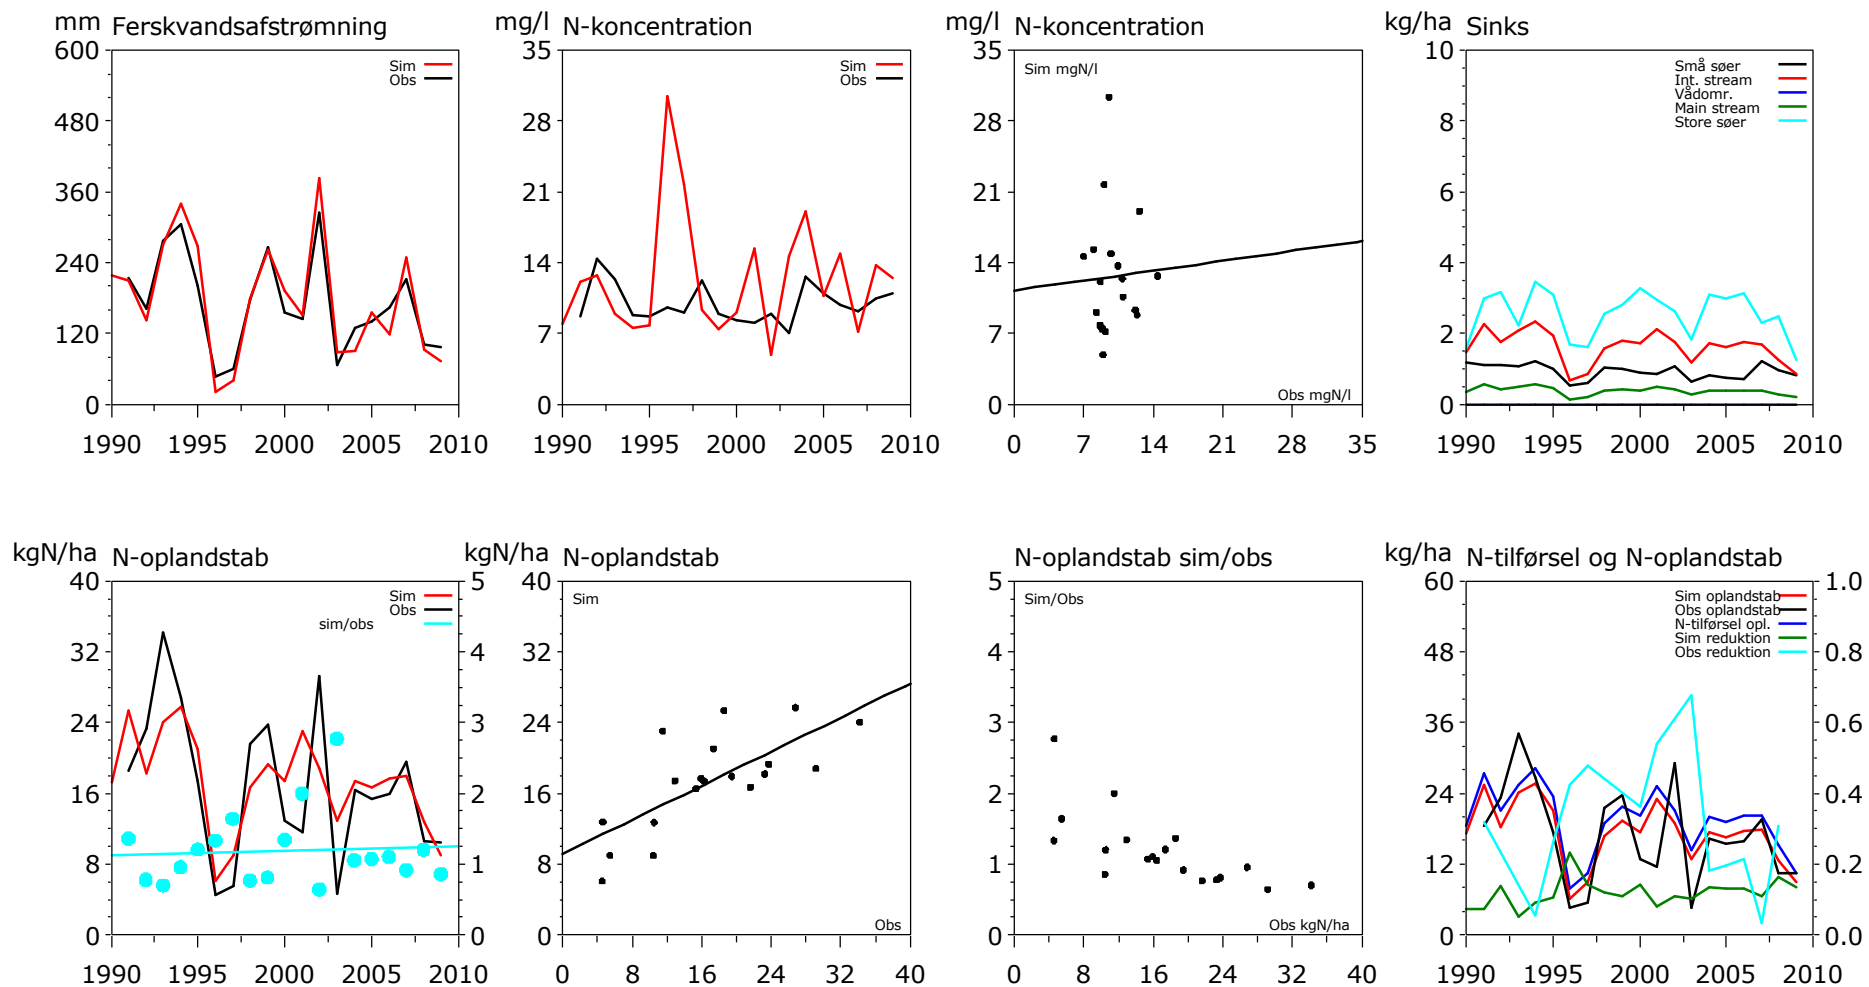 mm Ferskvandsafstrømning
600
480
360
240
120
0
Sim
Obs
1990 1995 2000 2005 2010
mg/l N-koncentration
35
28
21
14
7
0
Sim
Obs
1990 1995 2000 2005 2010
mg/l N-koncentration
35
28
21
14
7
0
Sim mgN/l
Obs mgN/l
0 7 14 21 28 35
kg/ha Sinks
10
8
6
4
2
0
Små søer
Int. stream
Vådomr.
Main stream
Store søer
1990 1995 2000 2005 2010
kgN/ha N-oplandstab
40
32
24
16
8
0
Sim
Obs
sim/obs
5
4
3
2
1
0
1990 1995 2000 2005 2010
kgN/ha N-oplandstab
40
32
24
16
8
0
Sim
Obs
0 8 16 24 32 40
N-oplandstab sim/obs
5
4
3
2
1
0
Sim/Obs
Obs kgN/ha
0 8 16 24 32 40
kg/ha N-tilførsel og N-oplandstab
60
48
36
24
12
0
Sim oplandstab
Obs oplandstab
N-tilførsel opl.
Sim reduktion
Obs reduktion
1.0
0.8
0.6
0.4
0.2
0.0
1990 1995 2000 2005 2010